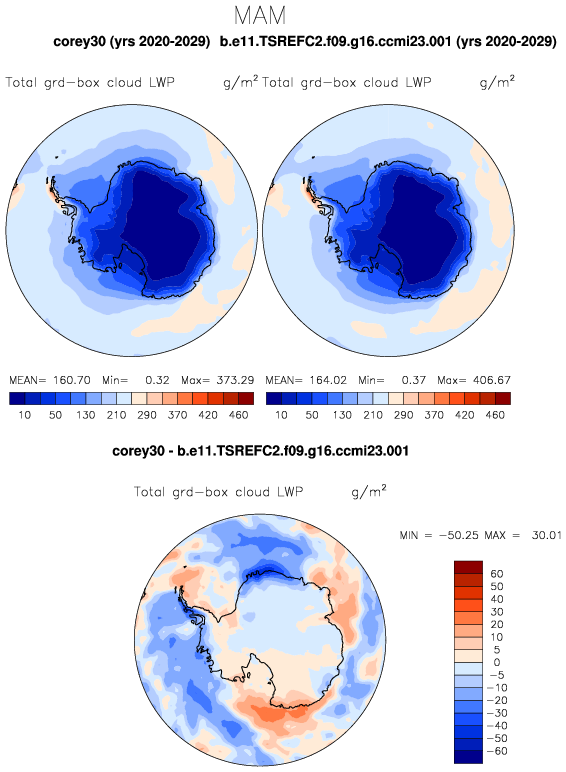 MAM
corey30 (yrs 2020-2029) b.e11.TSREFC2.f09.g16.ccmi23.001 (yrs 2020-2029)
Total grd-box cloud LWP g/m² Total grd-box cloud LWP g/m²
MEAN= 160.70 Min= 0.32 Max= 373.29 MEAN= 164.02 Min= 0.37 Max= 406.67
10 50 130 210 290 370 420 460 10 50 130 210 290 370 420 460
corey30 - b.e11.TSREFC2.f09.g16.ccmi23.001
Total grd-box cloud LWP g/m²
MIN = -50.25 MAX = 30.01
60
50
40
30
20
10
5
0
-5
-10
-20
-30
-40
-50
-60